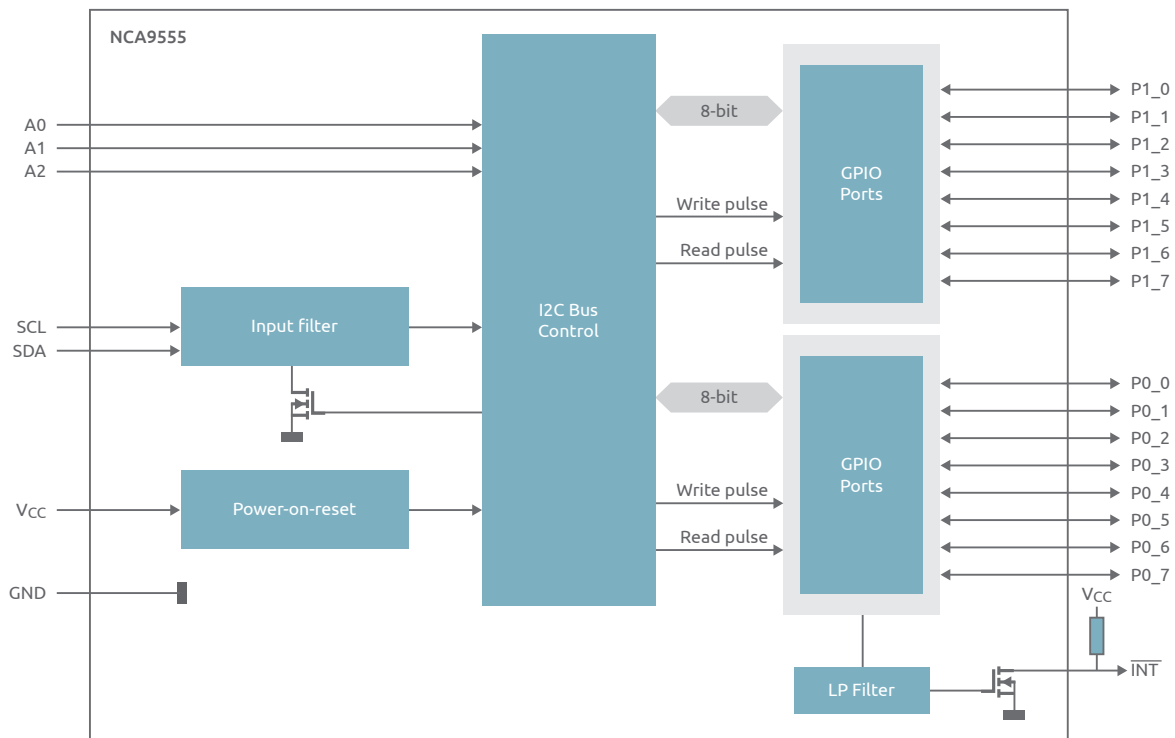 NCA9555
A0
A1
A2
SCL
SDA
VCC
GND
Input filter
Power-on-reset
I2C Bus
Control
8-bit
Write pulse
Read pulse
GPIO
Ports
P1_0
P1_1
P1_2
P1_3
P1_4
P1_5
P1_6
P1_7
8-bit
Write pulse
Read pulse
GPIO
Ports
P0_0
P0_1
P0_2
P0_3
P0_4
P0_5
P0_6
P0_7
VCC
LP Filter
INT